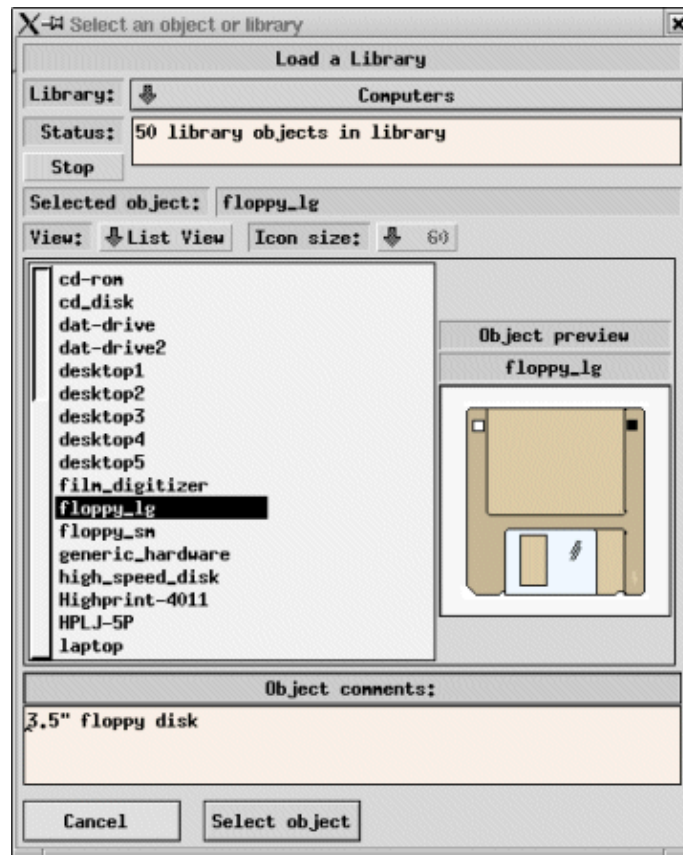 Select an object or library
Load a Library
Library: Computers
Status: 50 library objects in library
Stop
Selected object: floppy_lg
View: List View Icon size: 60
cd-rom
cd_disk
dat-drive
dat-drive2
desktop1
desktop2
desktop3
desktop4
desktop5
film_digitizer
floppy_lg
floppy_sm
generic_hardware
high_speed_disk
Highprint-4011
HPLJ-5P
laptop
Object preview
floppy_lg
Object comments:
3.5" floppy disk
Cancel Select object